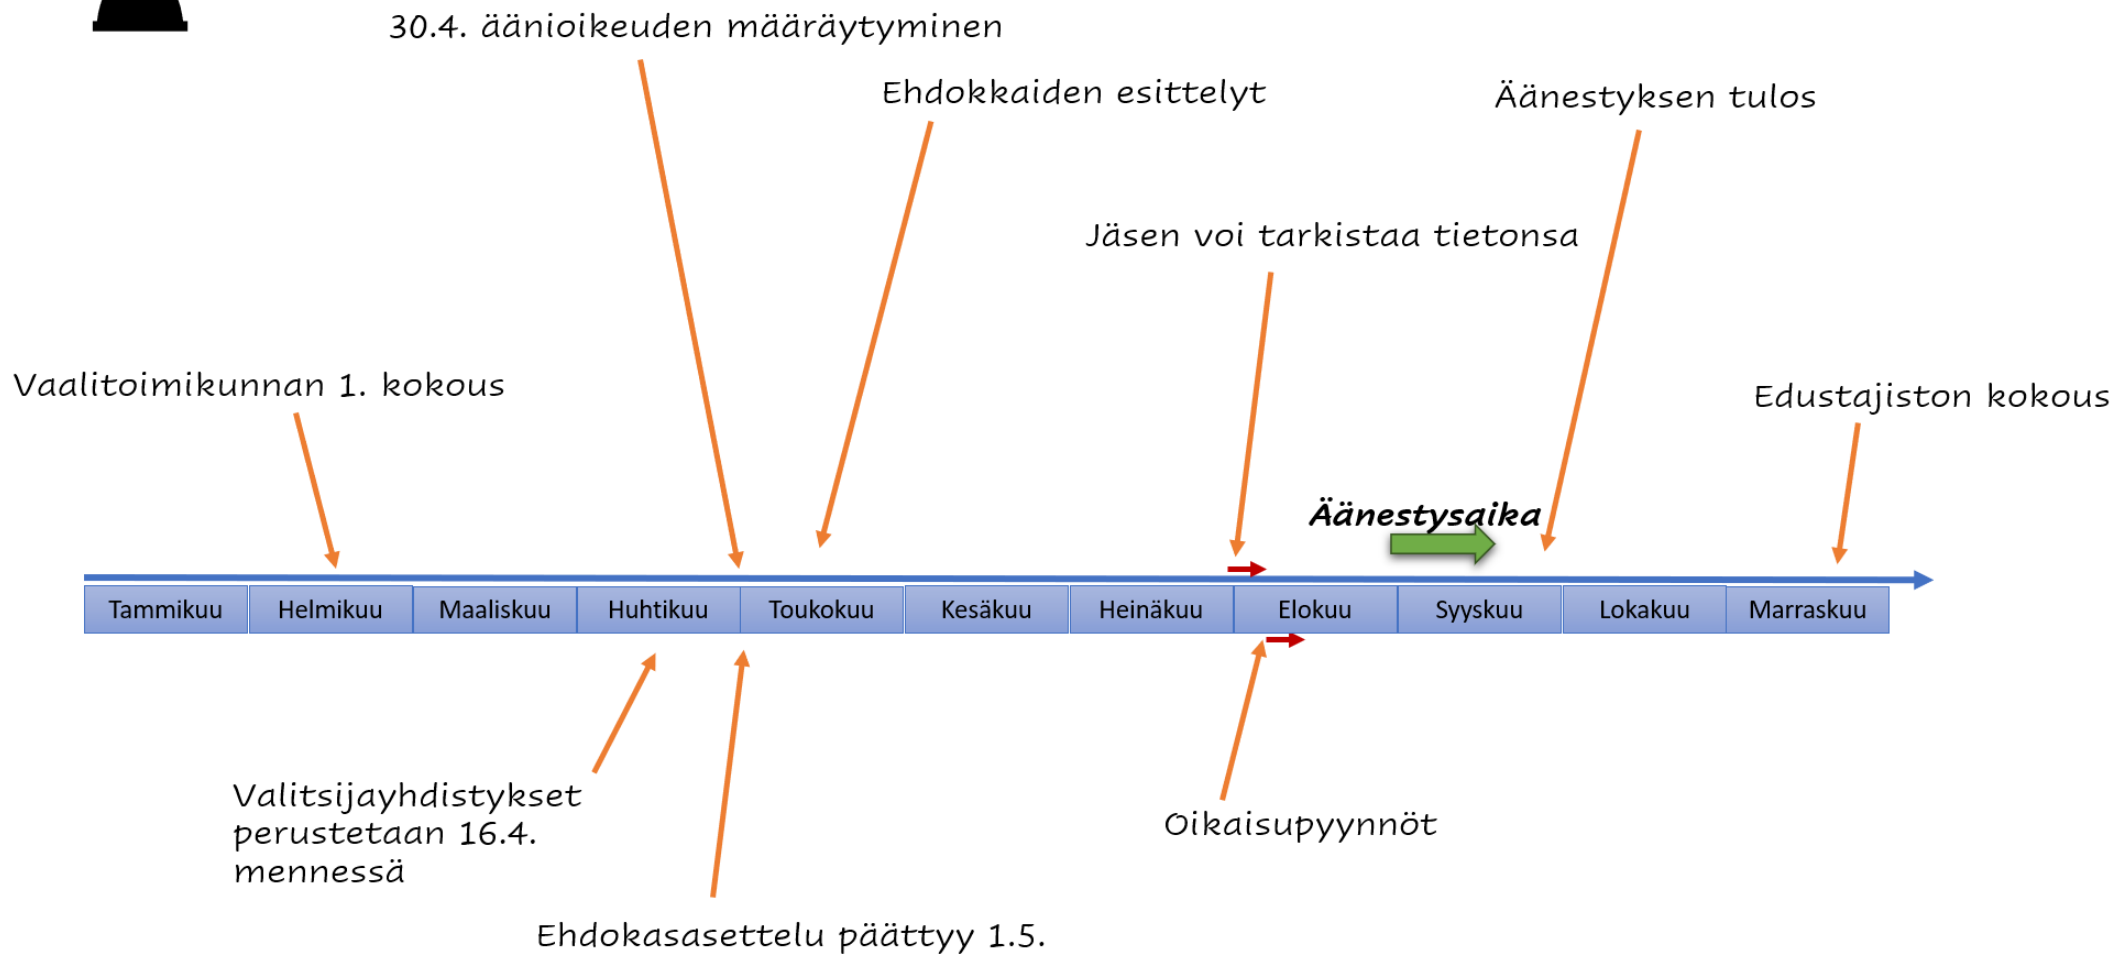 30.4. äänioikeuden määräytyminen
Ehdokkaiden esittelyt
Äänestyksen tulos
Jäsen voi tarkistaa tietonsa
Vaalitoimikunnan 1. kokous
Edustajiston kokous
Äänestysaika
Tammikuu
Helmikuu
Maaliskuu
Huhtikuu
Toukokuu
Kesäkuu
Heinäkuu
Elokuu
Syyskuu
Lokakuu
Marraskuu
Valitsijayhdistykset
perustetaan 16.4.
mennessä
Oikaisupyynnöt
Ehdokasasettelu päättyy 1.5.